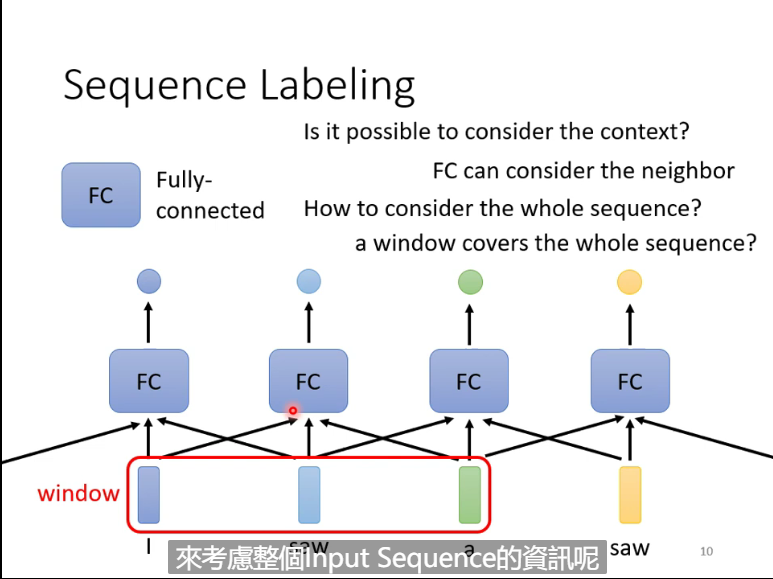 Sequence Labeling
Is it possible to consider the context?
FC can consider the neighbor
FC
Fully-
connected
How to consider the whole sequence?
a window covers the whole sequence?
FC
FC
FC
FC
window
I
saw
a
saw
10
來考慮整個Input Sequence的資訊呢